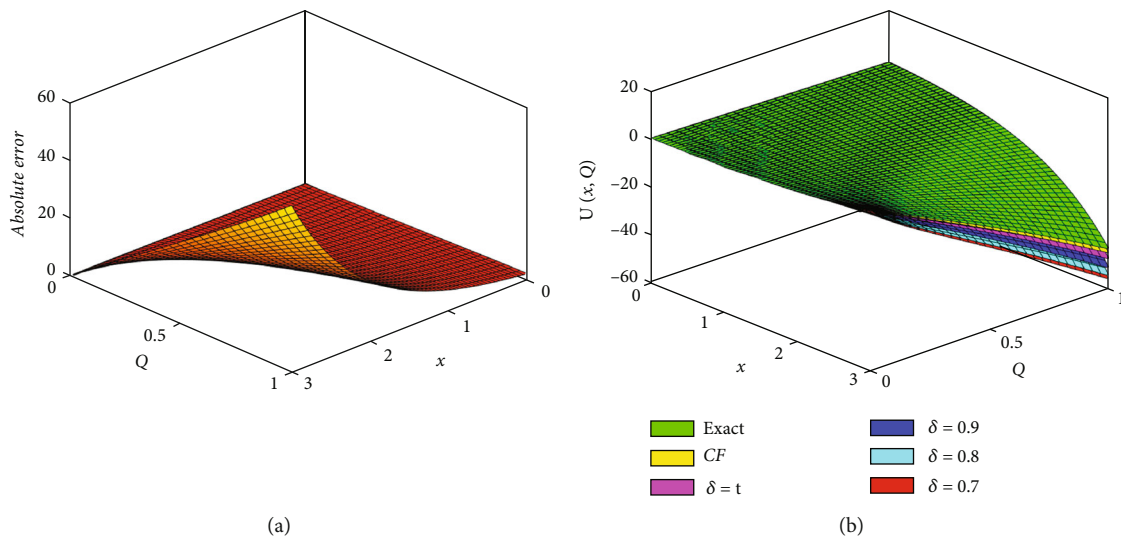 60
40
20
0
Absolute error
0
0.5
1
Q
3
2
1
0
x
20
0
−20
−40
−60
U (x, Q)
0
1
2
3
x
0
0.5
1
Q
Exact
CF
δ = t
δ = 0.9
δ = 0.8
δ = 0.7
(a)
(b)